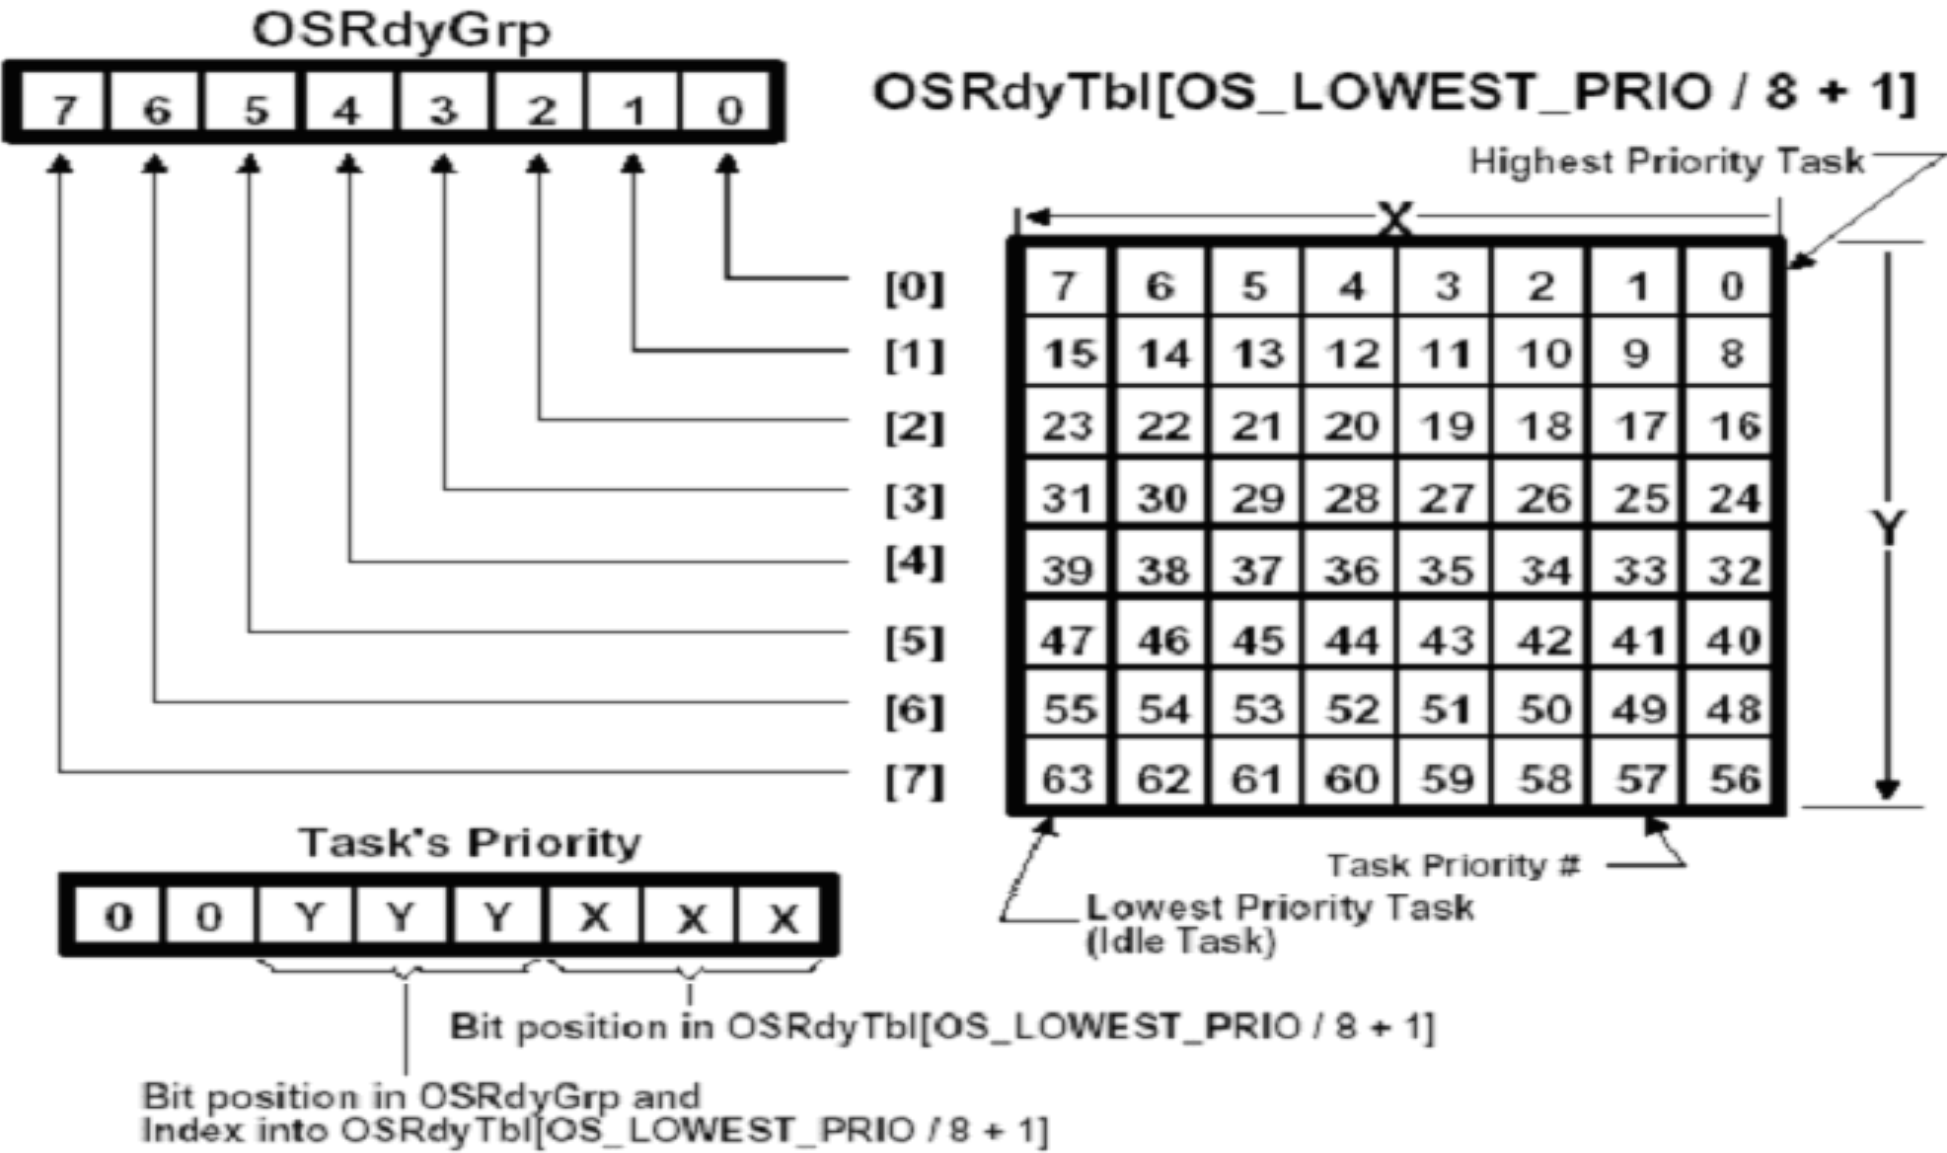 OSRdyGrp
7 6 5 4 3 2 1 0
OSRdyTbl[OS_LOWEST_PRIO / 8 + 1]
Highest Priority Task
X
[0] 7 6 5 4 3 2 1 0
[1] 15 14 13 12 11 10 9 8
[2] 23 22 21 20 19 18 17 16
[3] 31 30 29 28 27 26 25 24
Y
[4] 39 38 37 36 35 34 33 32
[5] 47 46 45 44 43 42 41 40
[6] 55 54 53 52 51 50 49 48
[7] 63 62 61 60 59 58 57 56
Task's Priority
0 0 Y Y Y X X X
Task Priority #
Lowest Priority Task
(Idle Task)
Bit position in OSRdyTbl[OS_LOWEST_PRIO / 8 + 1]
Bit position in OSRdyGrp and
Index into OSRdyTbl[OS_LOWEST_PRIO / 8 + 1]